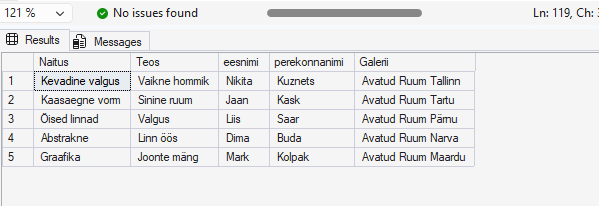 121 % No issues found Ln: 119, Ch:
Results Messages
Naitus Teos eesnimi perekonnanimi Galerii
1 Kevadine valgus Vaikne hommik Nikita Kuznets Avatud Ruum Tallinn
2 Kaasaegne vorm Sinine ruum Jaan Kask Avatud Ruum Tartu
3 Õised linnad Valgus Liis Saar Avatud Ruum Pärnu
4 Abstrakne Linn öös Dima Buda Avatud Ruum Narva
5 Graafika Joonte mäng Mark Kolpak Avatud Ruum Maardu